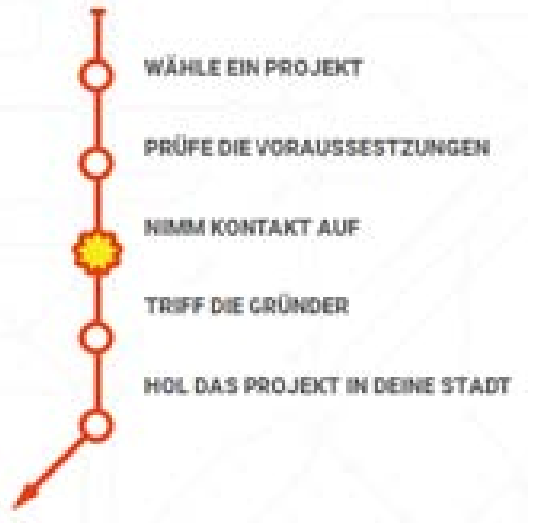 WÄHLE EIN PROJEKT
PRÜFE DIE VORAUSSESTZUNGEN
NIMM KONTAKT AUF
TRIFF DIE GRÜNDER
HOL DAS PROJEKT IN DEINE STADT